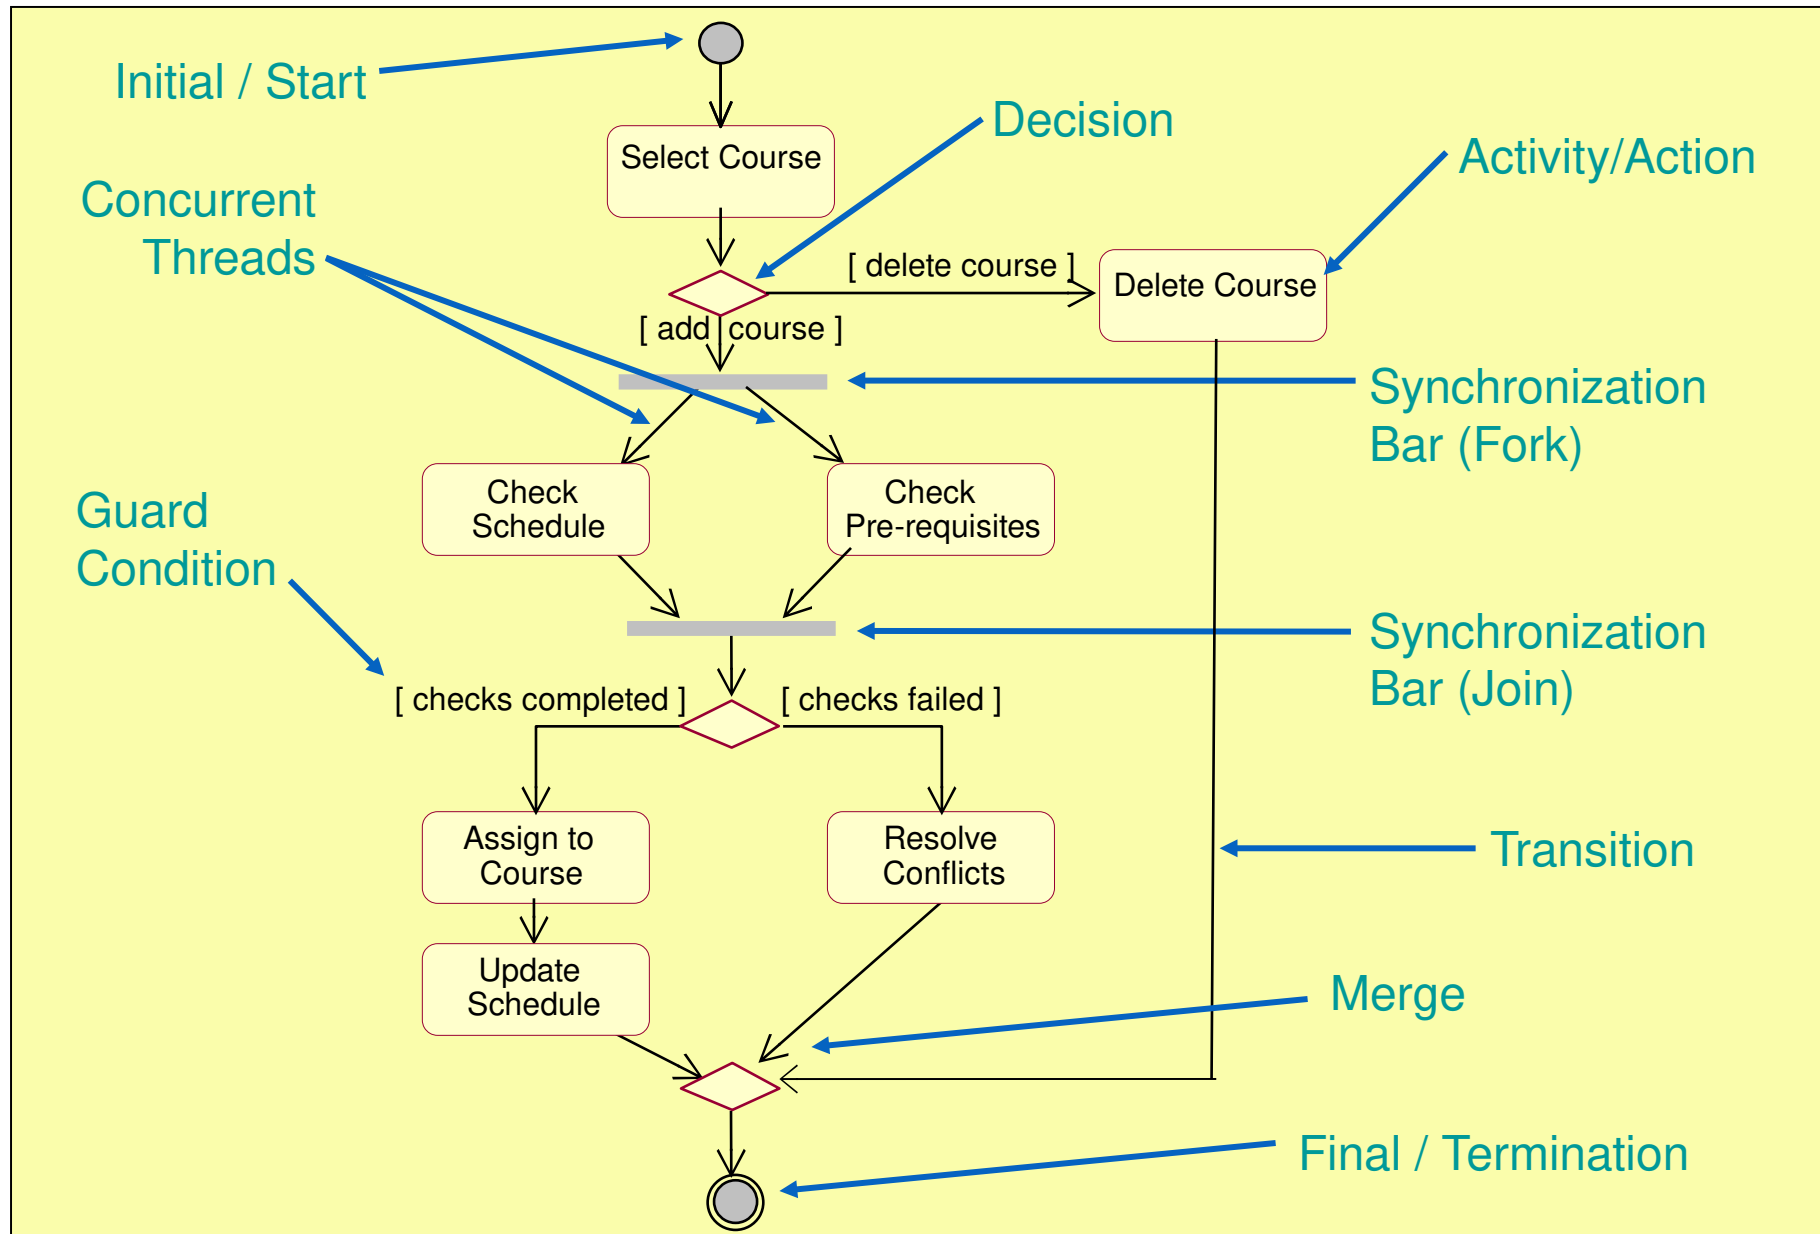 Initial / Start
Decision
Select Course
Activity/Action
Concurrent
Threads
[ delete course ]
Delete Course
[ add course ]
Synchronization
Bar (Fork)
Check
Schedule
Check
Pre-requisites
Guard
Condition
Synchronization
Bar (Join)
[ checks completed ]
[ checks failed ]
Assign to
Course
Resolve
Conflicts
Transition
Update
Schedule
Merge
Final / Termination